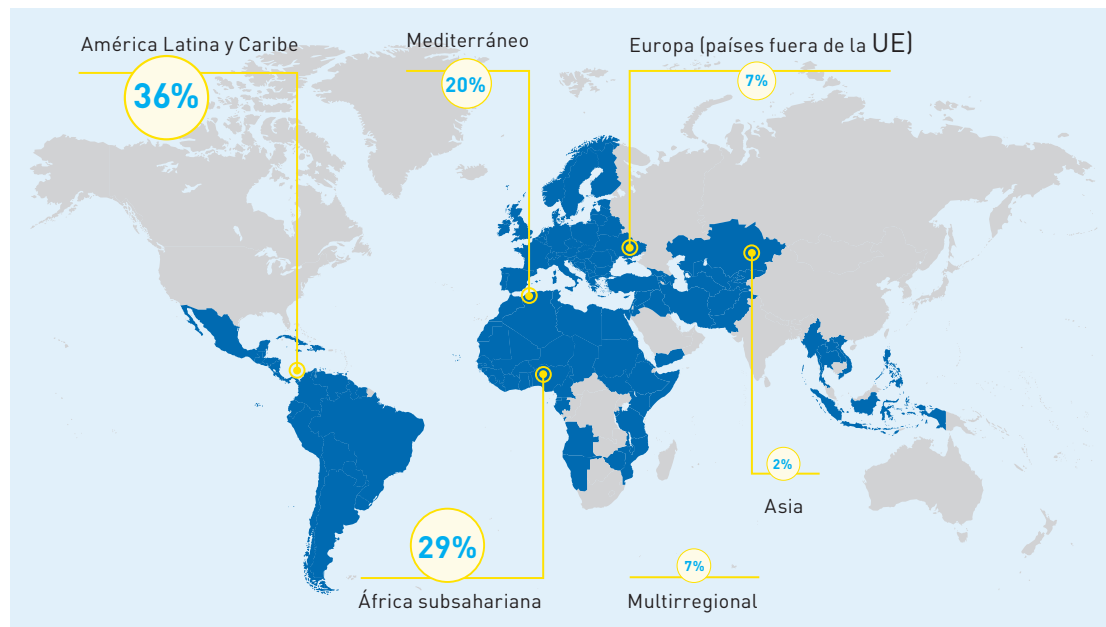 América Latina y Caribe
36%
Mediterráneo
20%
Europa (países fuera de la UE)
7%
2%
Asia
29%
África subsahariana
7%
Multirregional